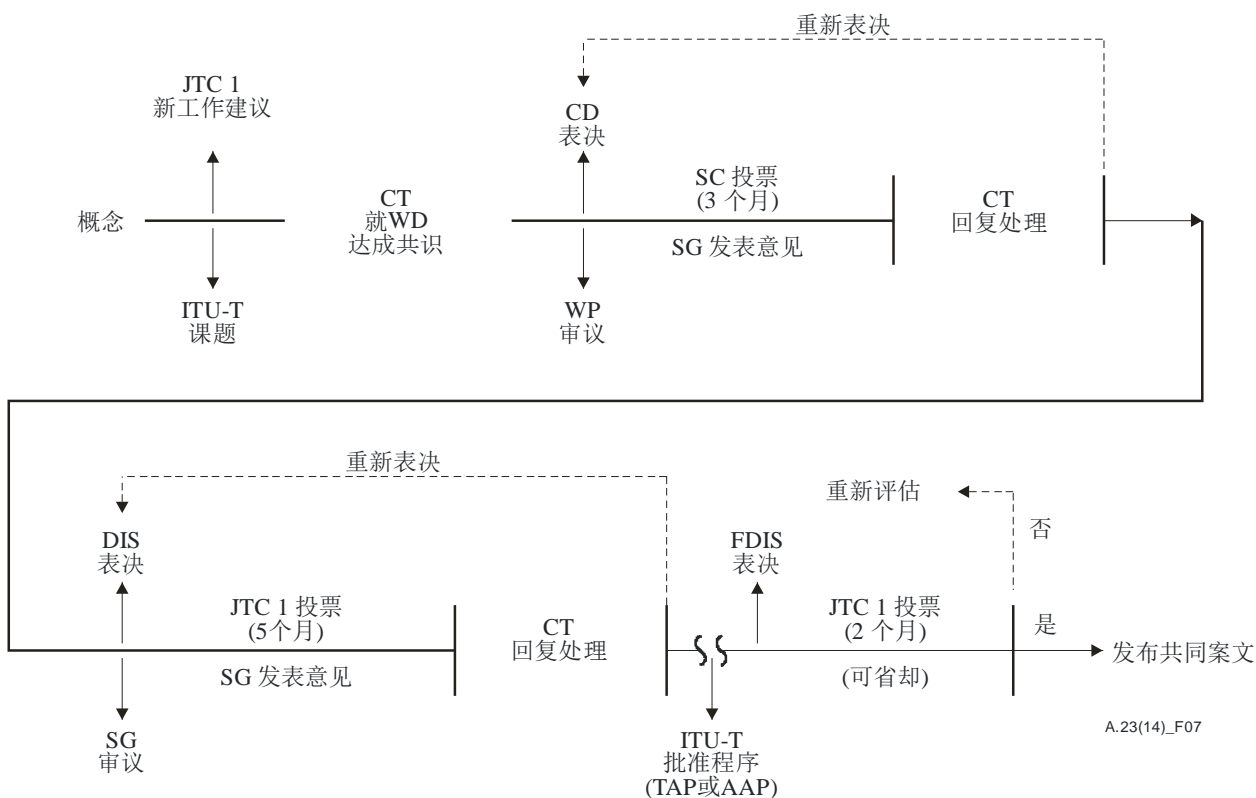 重新表决
JTC 1
新工作建议
CD
表决
SC 投票
(3 个月)
CT
就WD
达成共识
CT
回复处理
概念
SG 发表意见
ITU-T
课题
WP
审议
重新表决
重新评估
DIS
表决
FDIS
表决
否
JTC 1 投票
(5个月)
CT
回复处理
JTC 1 投票
(2 个月)
是
发布共同案文
SG 发表意见
(可省却)
SG
审议
ITU-T
批准程序
(TAP或AAP)
A.23(14)_F07